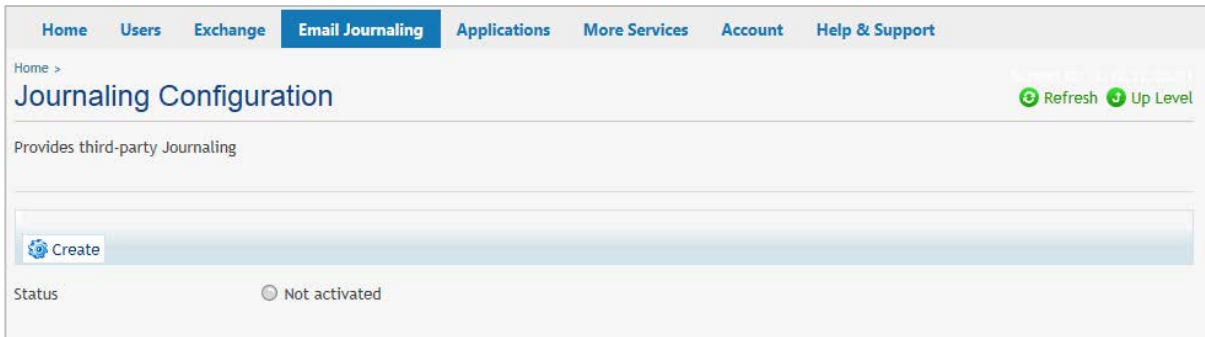 Home Users Exchange Email Journaling Applications More Services Account Help & Support
Home >
Journaling Configuration
Refresh Up Level
Provides third-party Journaling
Create
Status Not activated